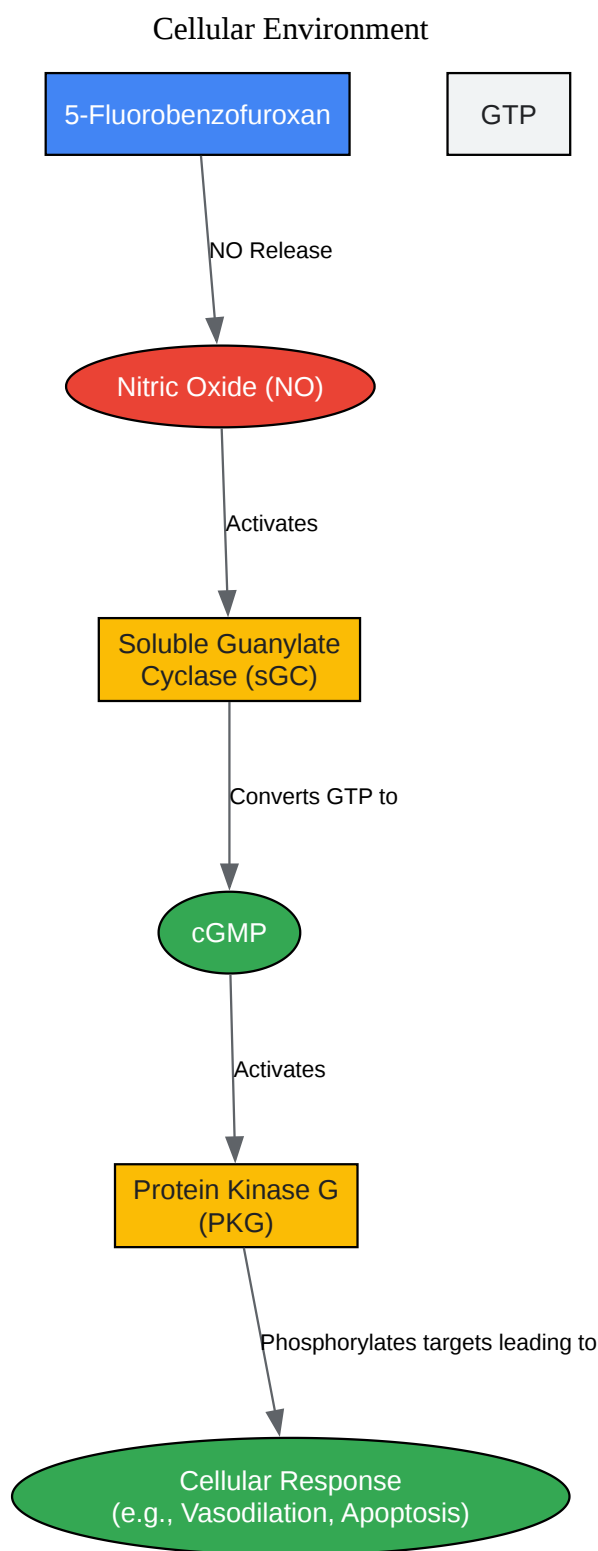 Cellular Environment
5-Fluorobenzofuroxan
GTP
NO Release
Nitric Oxide (NO)
Activates
Soluble Guanylate
Cyclase (sGC)
Converts GTP to
cGMP
Activates
Protein Kinase G
(PKG)
Phosphorylates targets leading to
Cellular Response
(e.g., Vasodilation, Apoptosis)